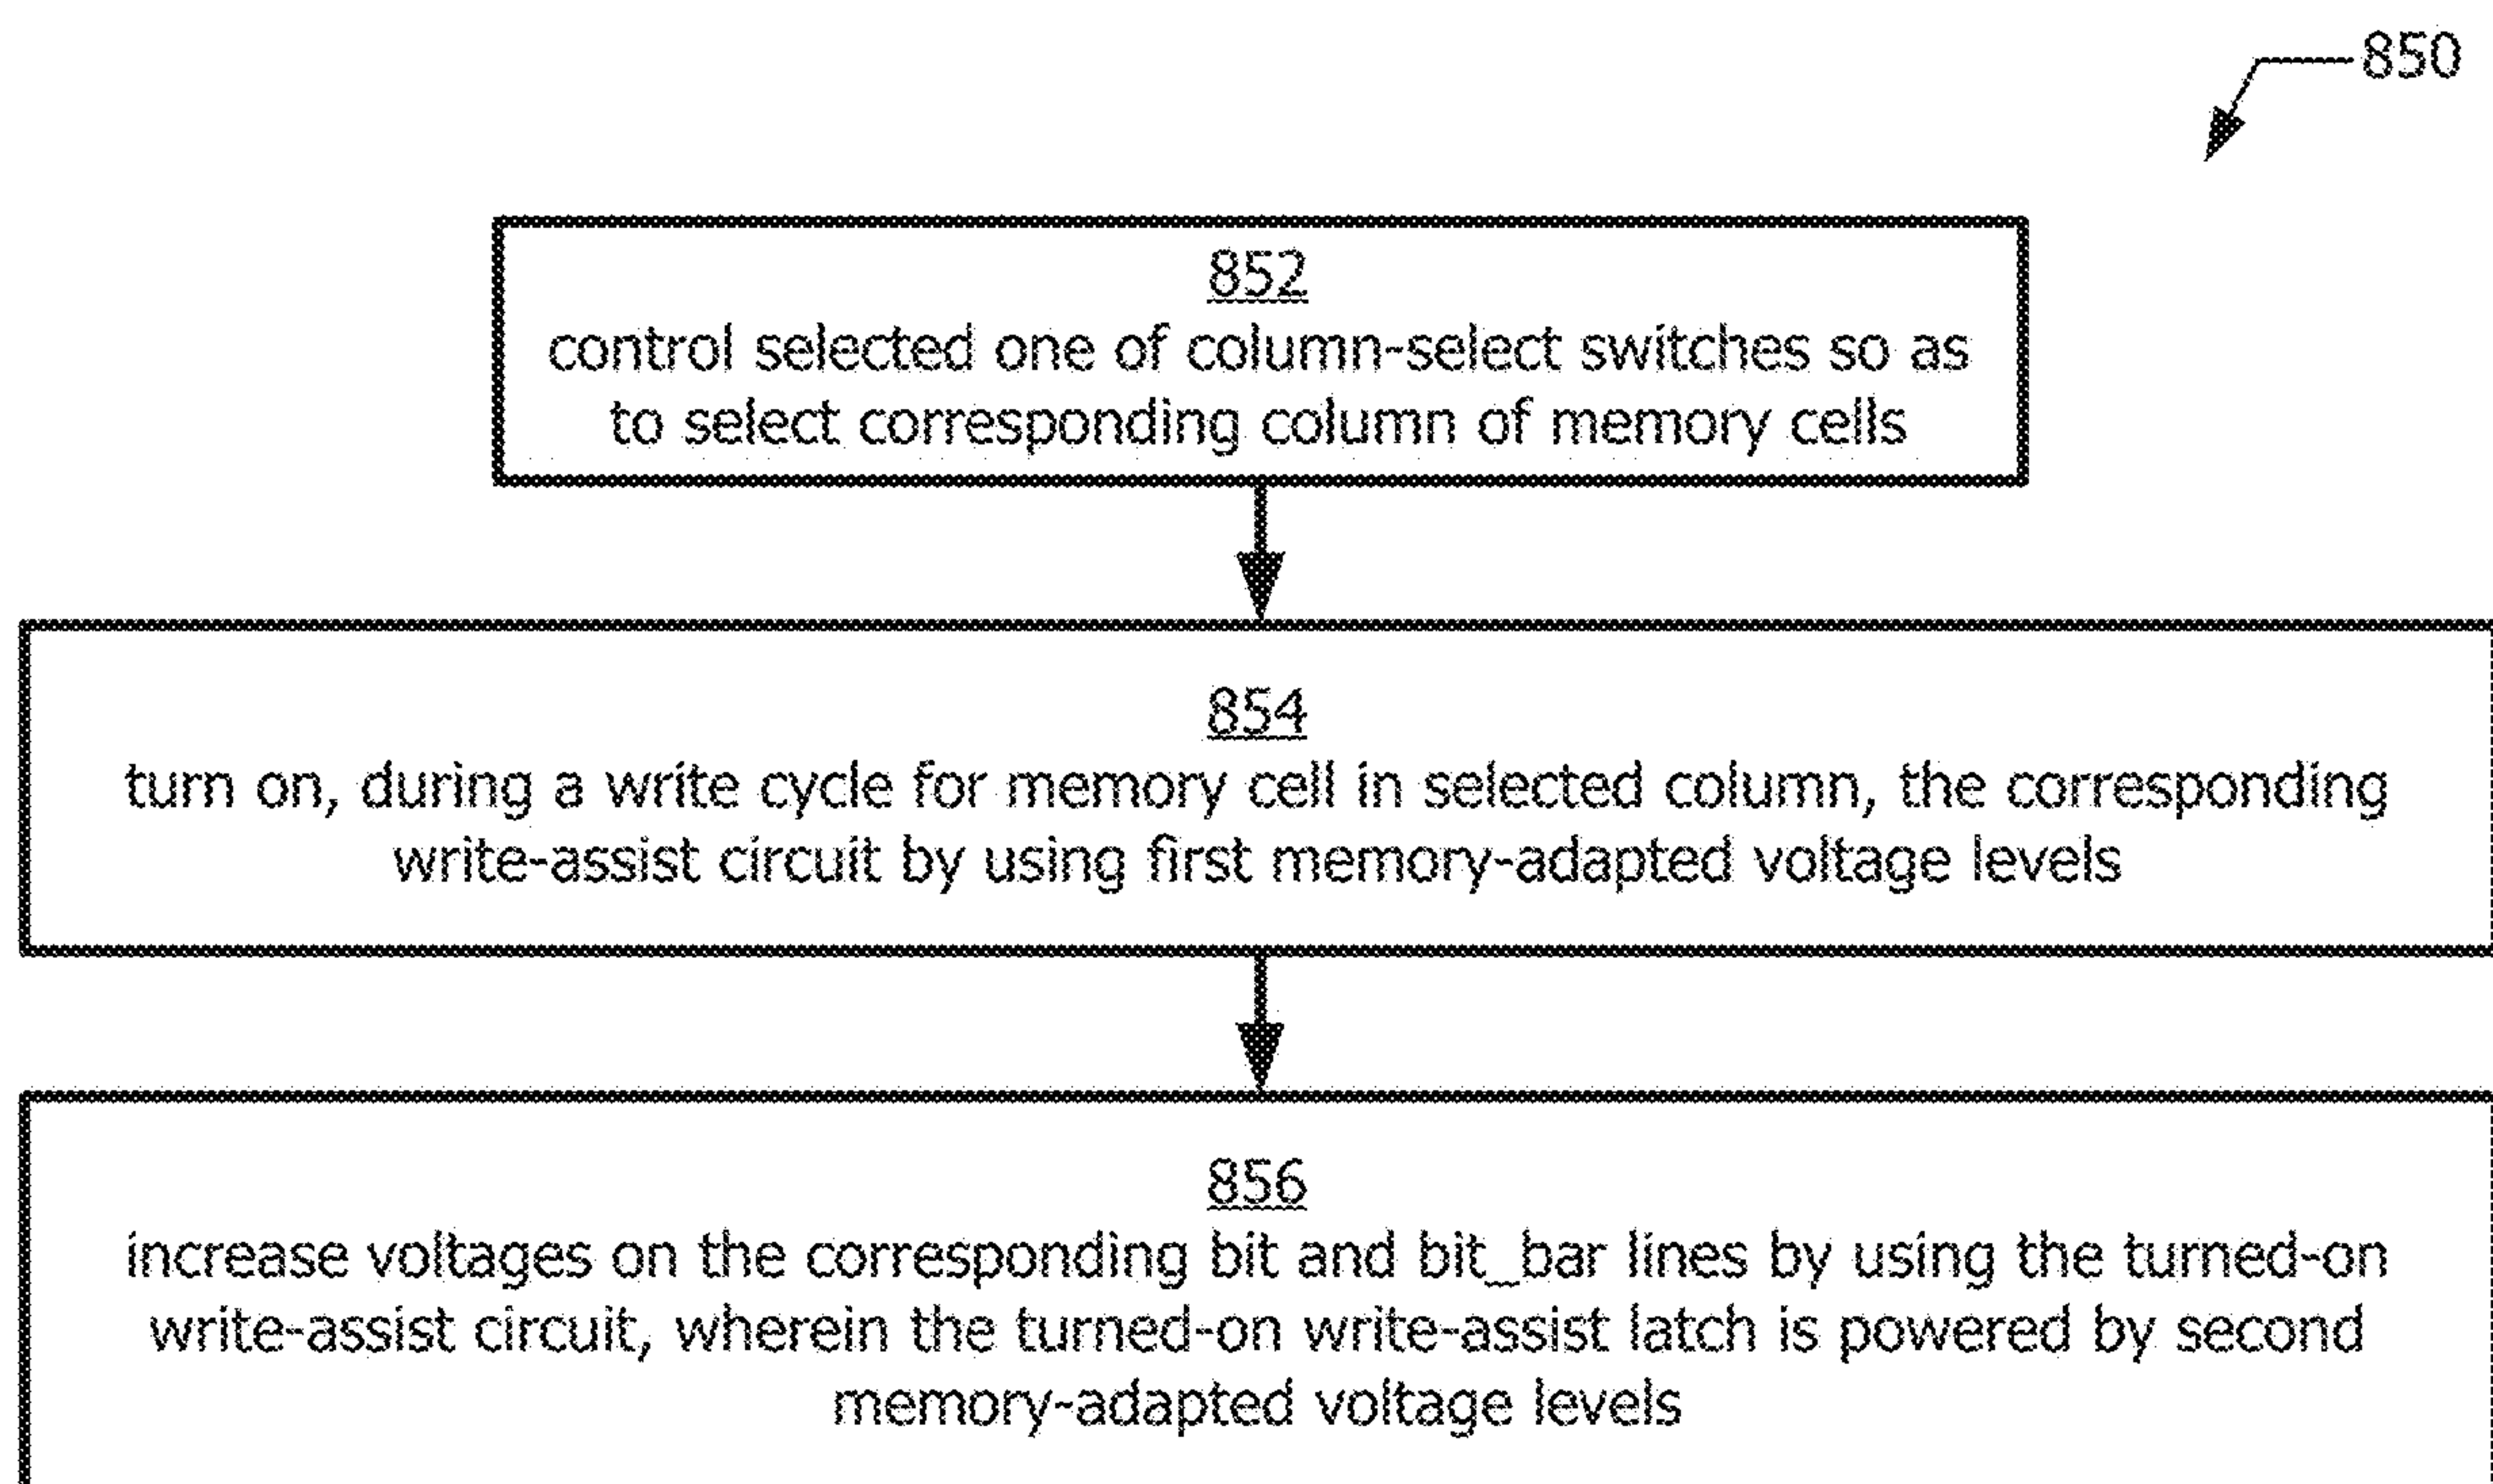 850
852
control selected one of column-select switches so as
to select corresponding column of memory cells
854
turn on, during a write cycle for memory cell in selected column, the corresponding
write-assist circuit by using first memory-adapted voltage levels
856
increase voltages on the corresponding bit and bit_bar lines by using the turned-on
write-assist circuit, wherein the turned-on write-assist latch is powered by second
memory-adapted voltage levels